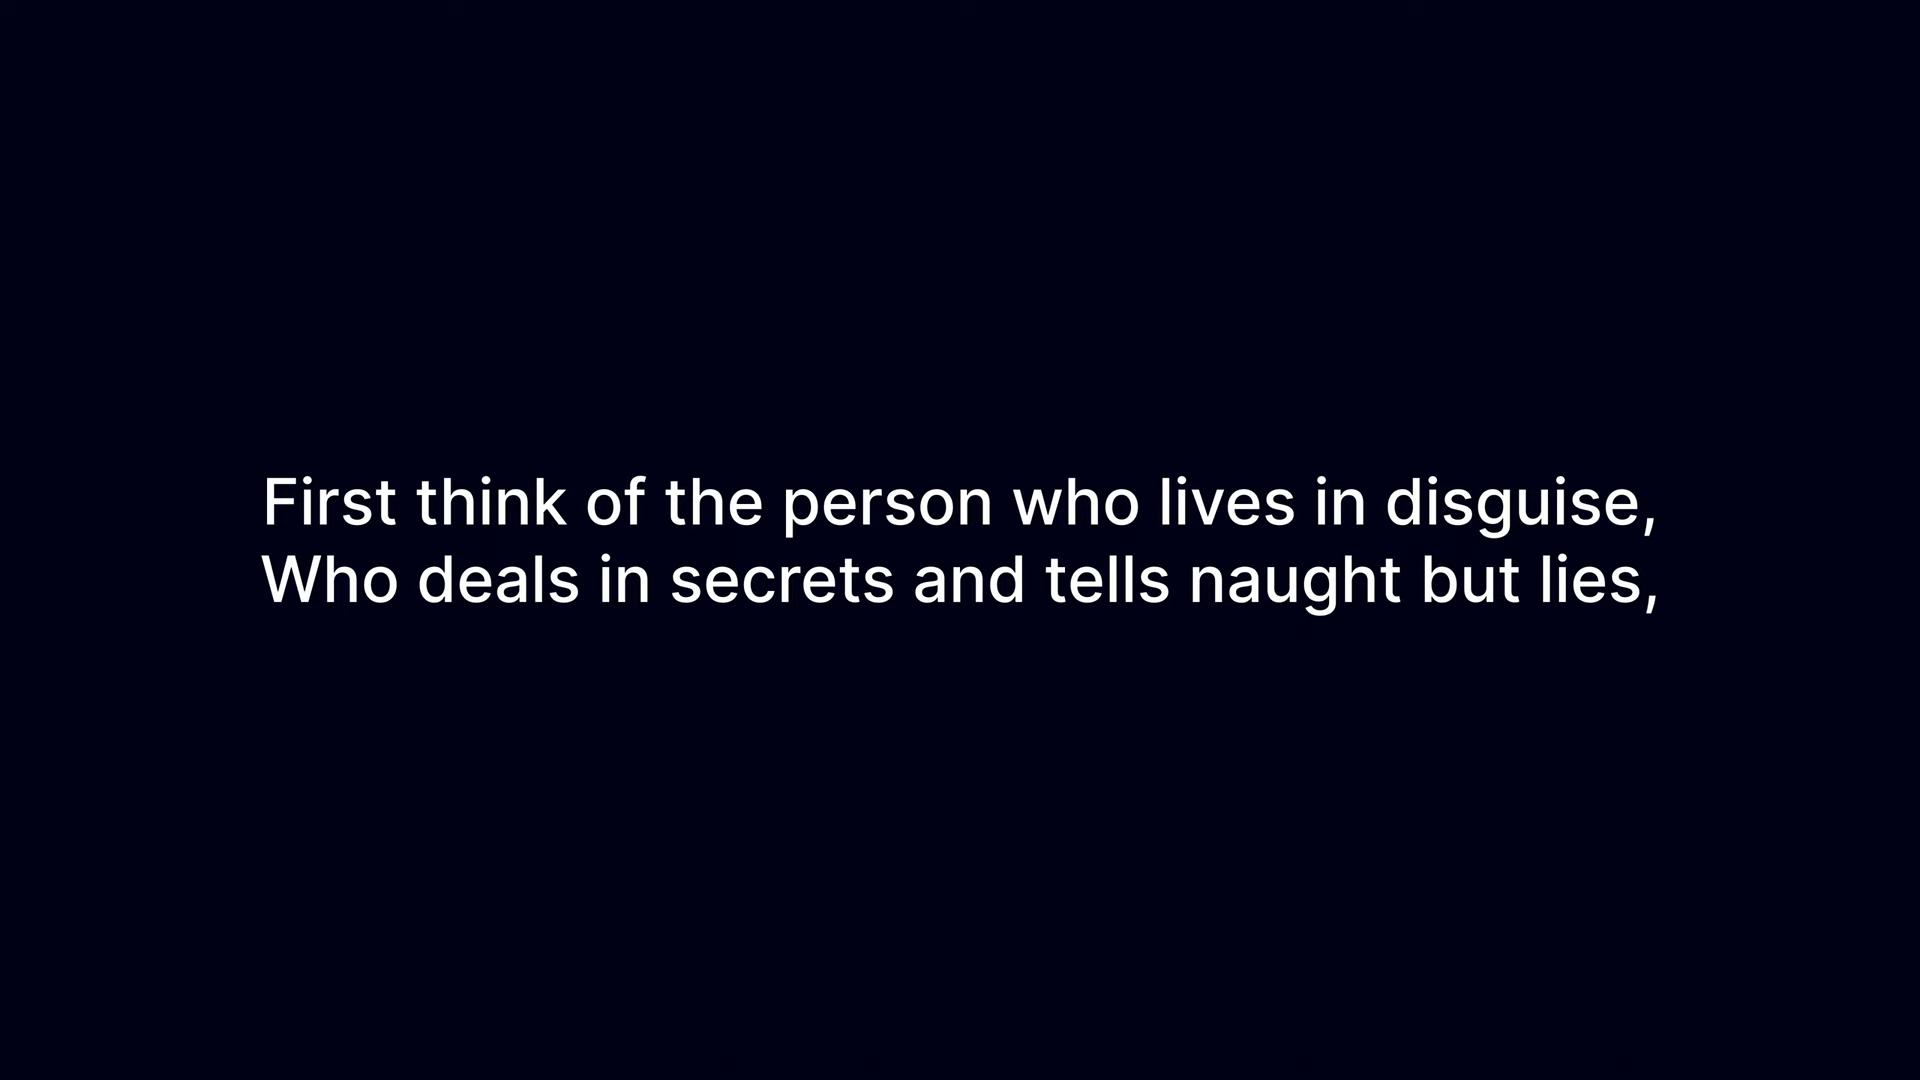 First think of the person who lives in disguise,
Who deals in secrets and tells naught but lies,